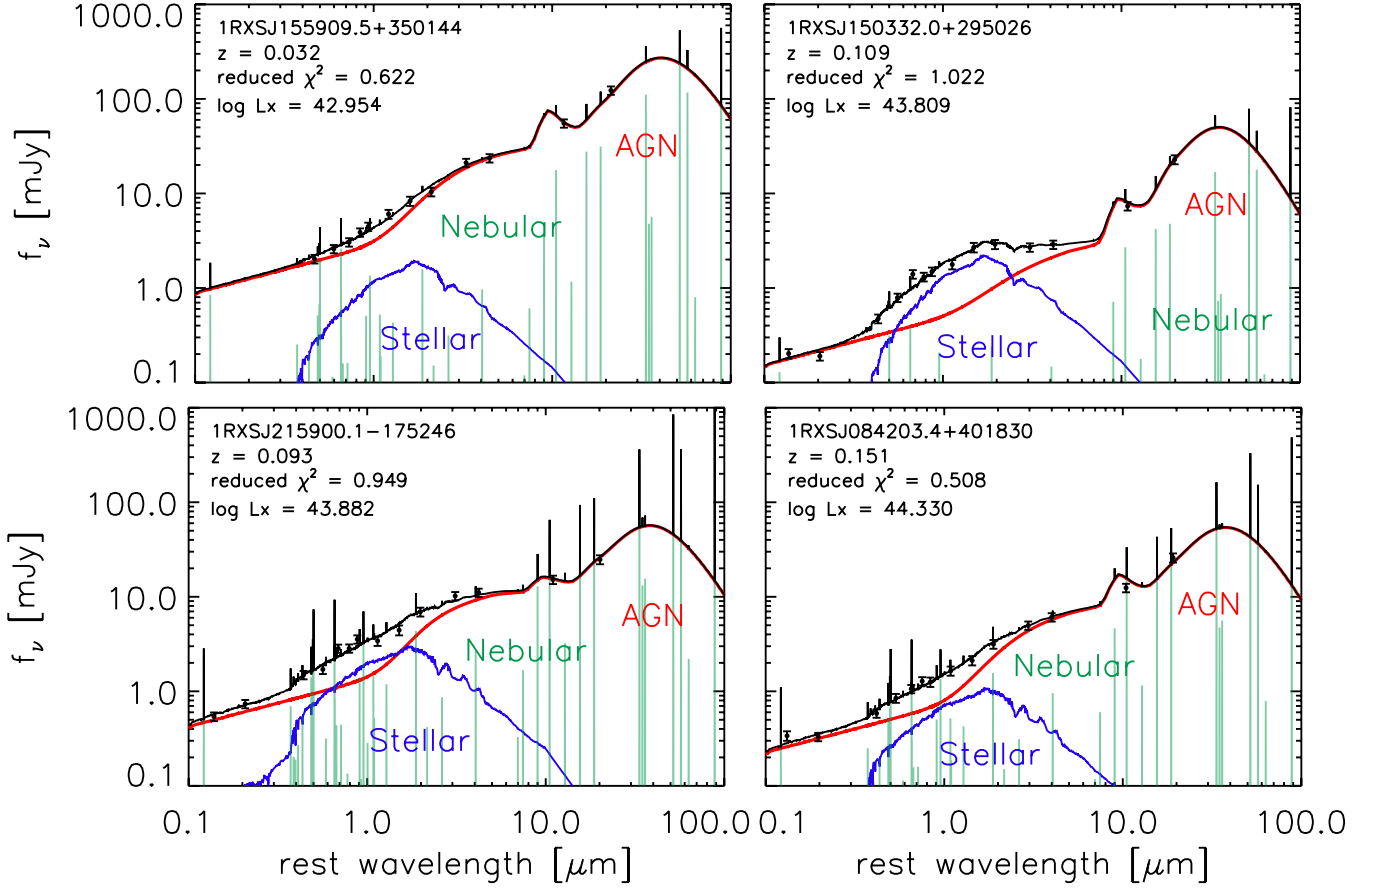 1RXSJ155909.5+350144
z = 0.032
reduced χ² = 0.622
log Lx = 42.954
AGN
Nebular
Stellar
1000.0
100.0
10.0
1.0
0.1
fν [mJy]
1RXSJ150332.0+295026
z = 0.109
reduced χ² = 1.022
log Lx = 43.809
AGN
Nebular
Stellar
1RXSJ215900.1−175246
z = 0.093
reduced χ² = 0.949
log Lx = 43.882
AGN
Nebular
Stellar
1000.0
100.0
10.0
1.0
0.1
fν [mJy]
0.1 1.0 10.0 100.0
rest wavelength [μm]
1RXSJ084203.4+401830
z = 0.151
reduced χ² = 0.508
log Lx = 44.330
AGN
Nebular
Stellar
0.1 1.0 10.0 100.0
rest wavelength [μm]